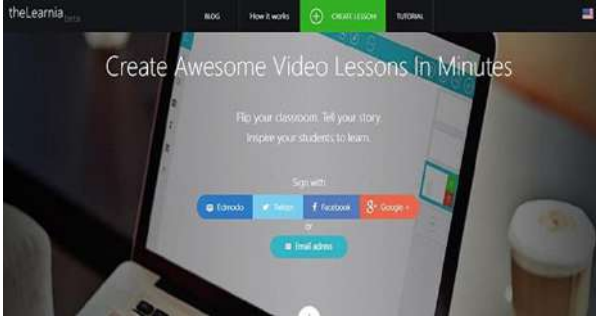 theLearnia beta
BLOG
How it works
CREATE LESSON
TUTORIAL
Create Awesome Video Lessons In Minutes
Flip your classroom. Tell your story.
Inspire your students to learn.
Sign with
Edmodo
Twitter
Facebook
Google +
or
Email adress